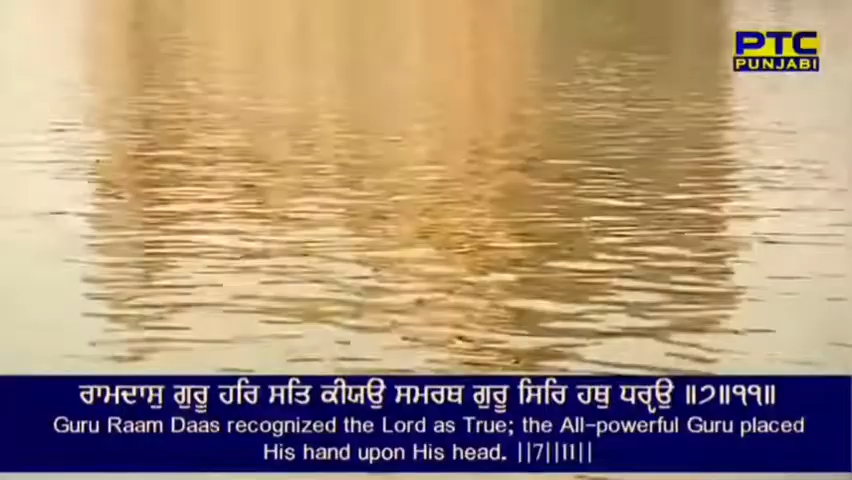 PTC
PUNJABI
ਰਾਮਦਾਸੁ ਗੁਰੂ ਹਰਿ ਸਤਿ ਕੀਯਉ ਸਮਰਥ ਗੁਰੂ ਸਿਰਿ ਹਥੁ ਧਰੵਉ ॥੭॥੧੧॥
Guru Raam Daas recognized the Lord as True; the All-powerful Guru placed
His hand upon His head. ||7||11||